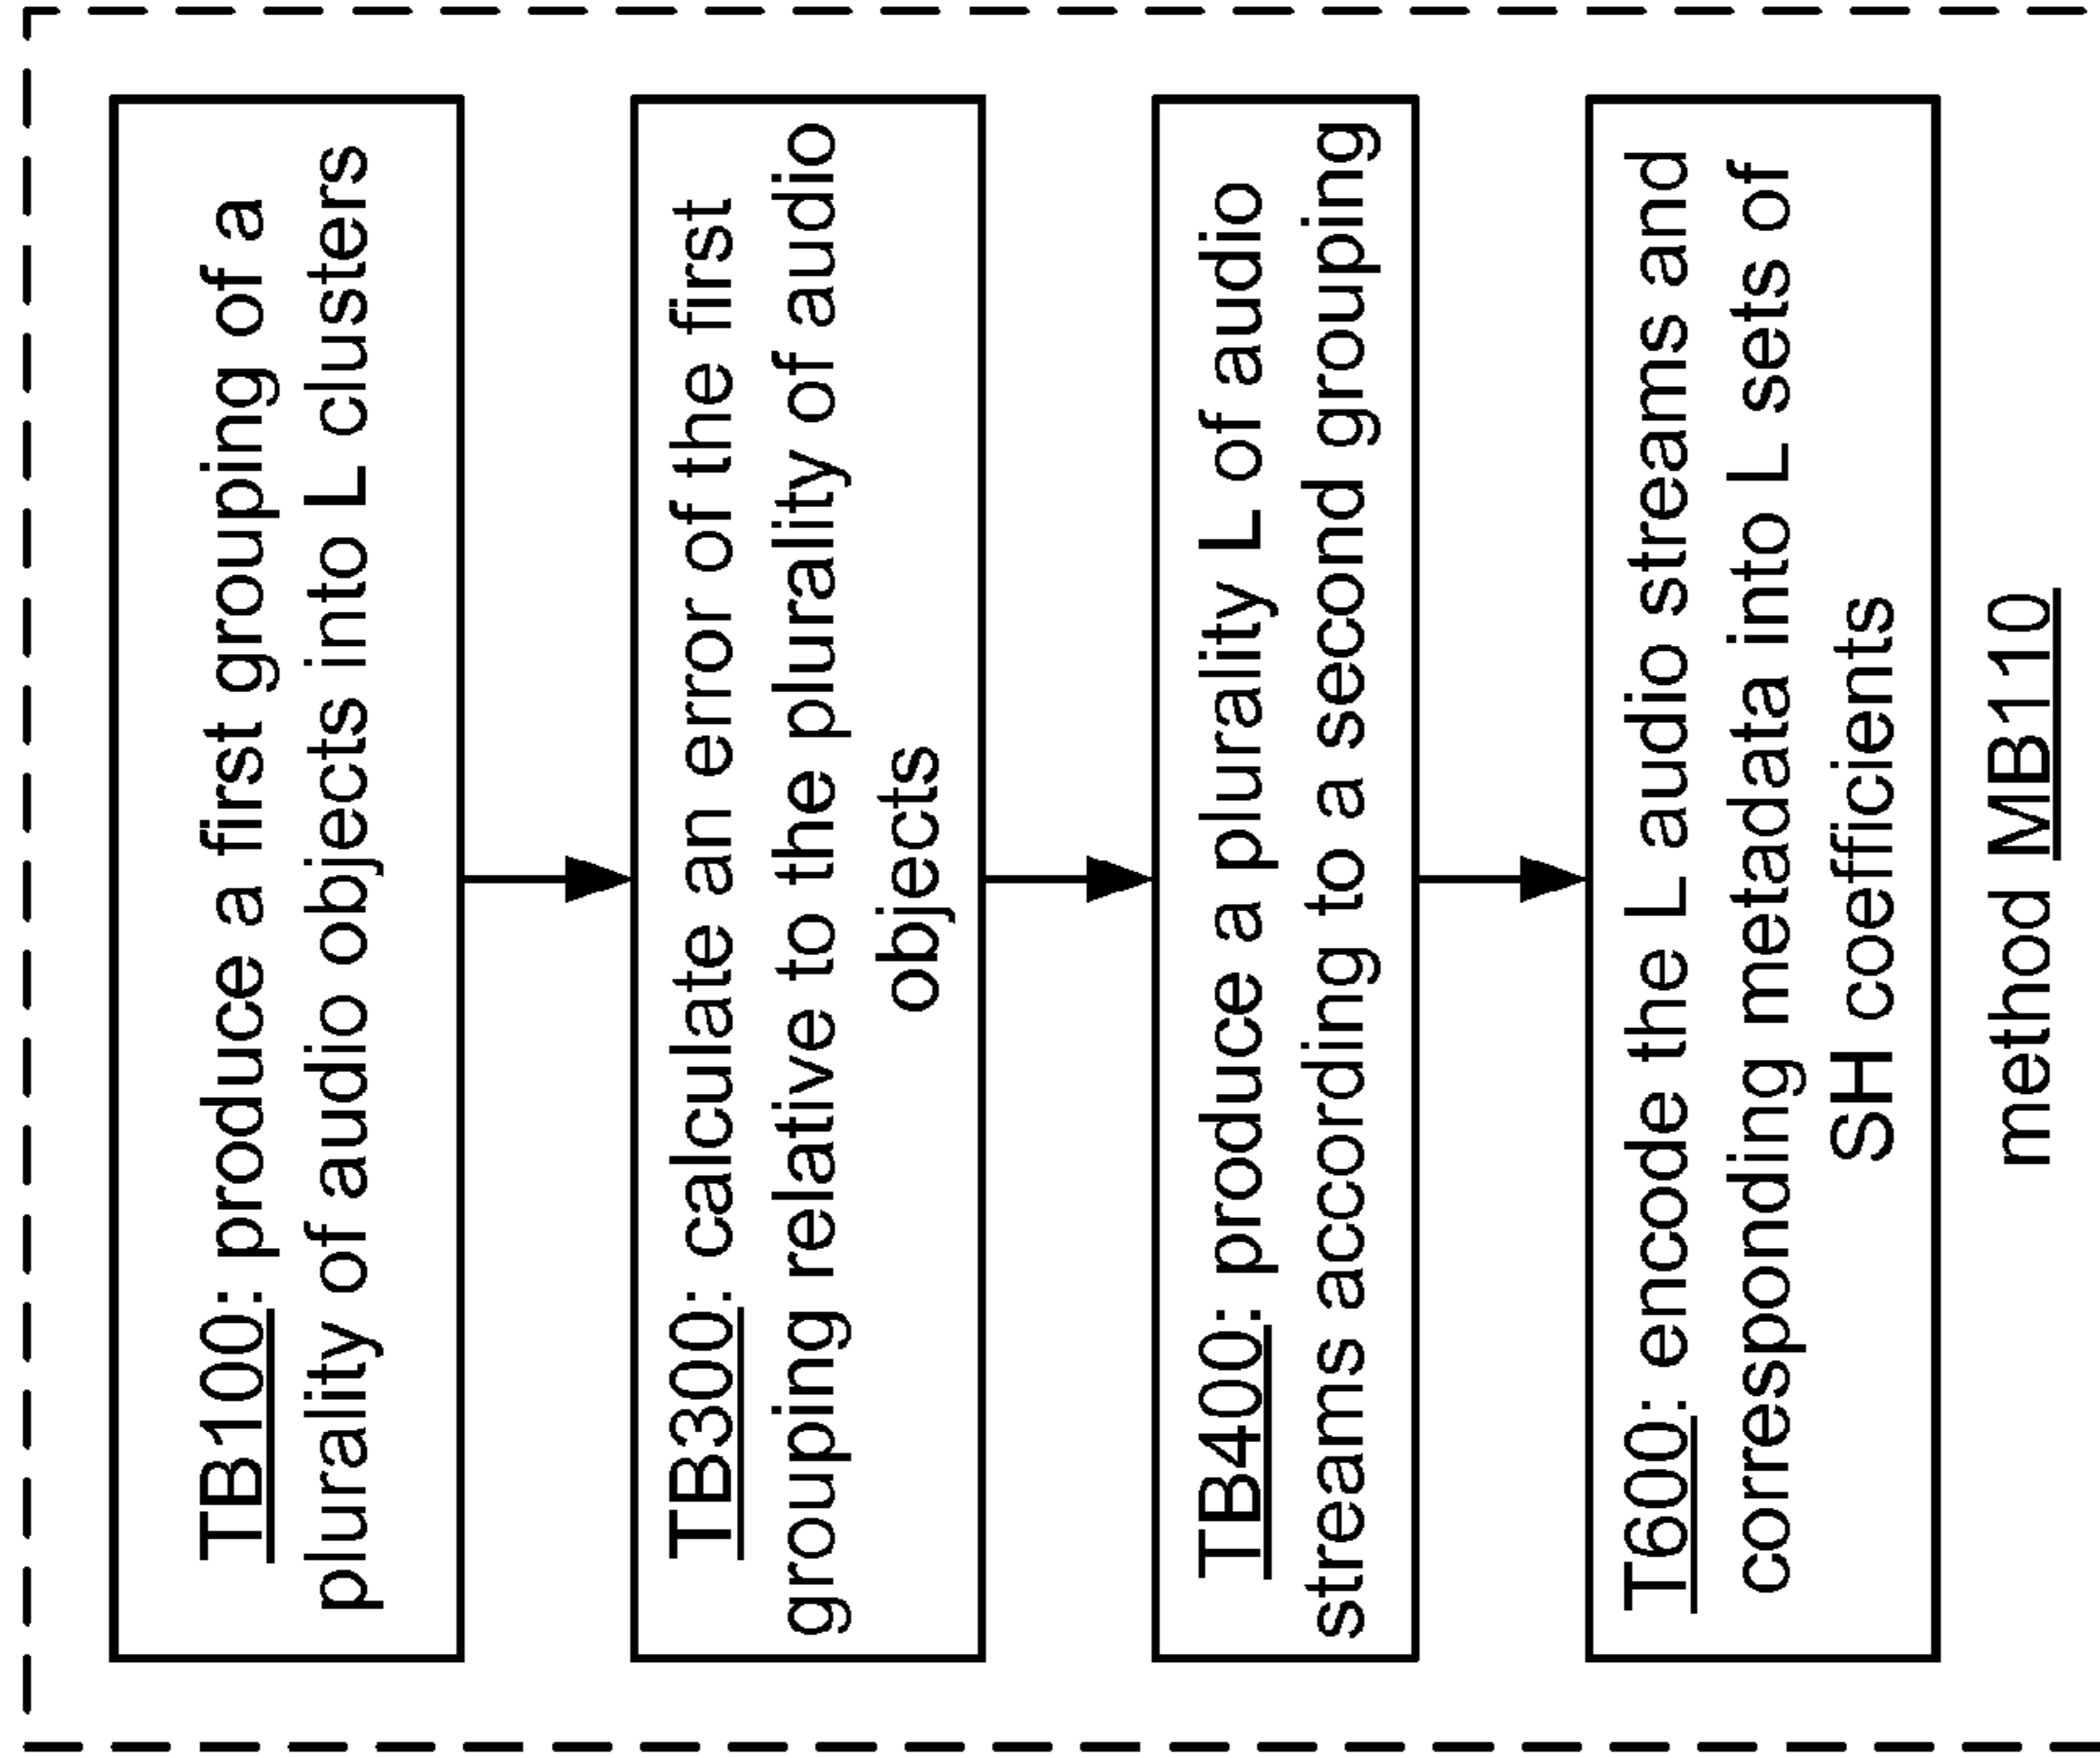 TB100: produce a first grouping of a
plurality of audio objects into L clusters
TB300: calculate an error of the first
grouping relative to the plurality of audio
objects
TB400: produce a plurality L of audio
streams according to a second grouping
T600: encode the L audio streams and
corresponding metadata into L sets of
SH coefficients
method MB110